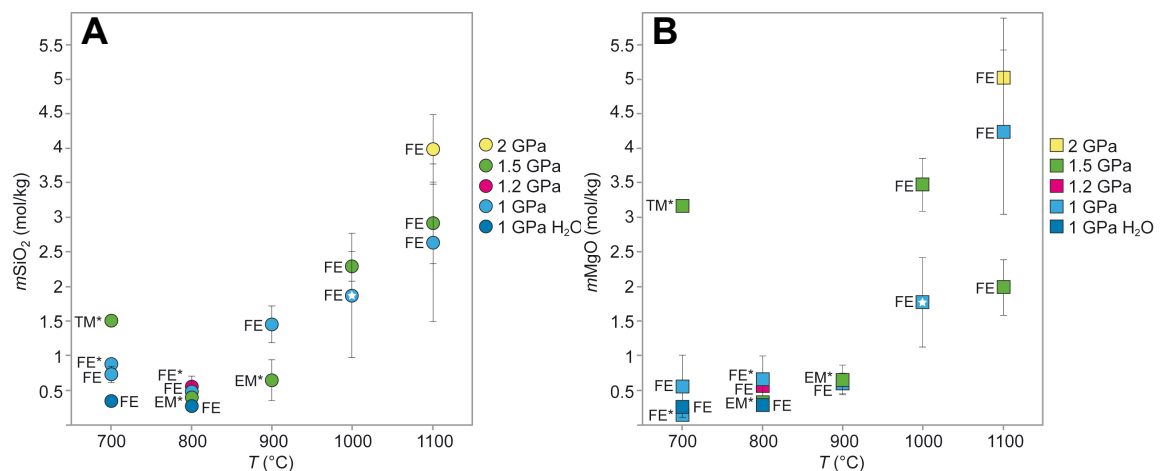 A
5.5
5
4.5
4
3.5
3
2.5
2
1.5
1
0.5
mSiO₂ (mol/kg)
700 800 900 1000 1100
T (°C)
TM*
FE*
FE
FE
FE*
FE
EM*
FE
FE
EM*
FE
FE
FE
FE
FE
2 GPa
1.5 GPa
1.2 GPa
1 GPa
1 GPa H₂O
B
5.5
5
4.5
4
3.5
3
2.5
2
1.5
1
0.5
mMgO (mol/kg)
700 800 900 1000 1100
T (°C)
TM*
FE
FE
FE*
FE*
FE
EM*
FE
EM*
FE
FE
FE
FE
FE
FE
2 GPa
1.5 GPa
1.2 GPa
1 GPa
1 GPa H₂O